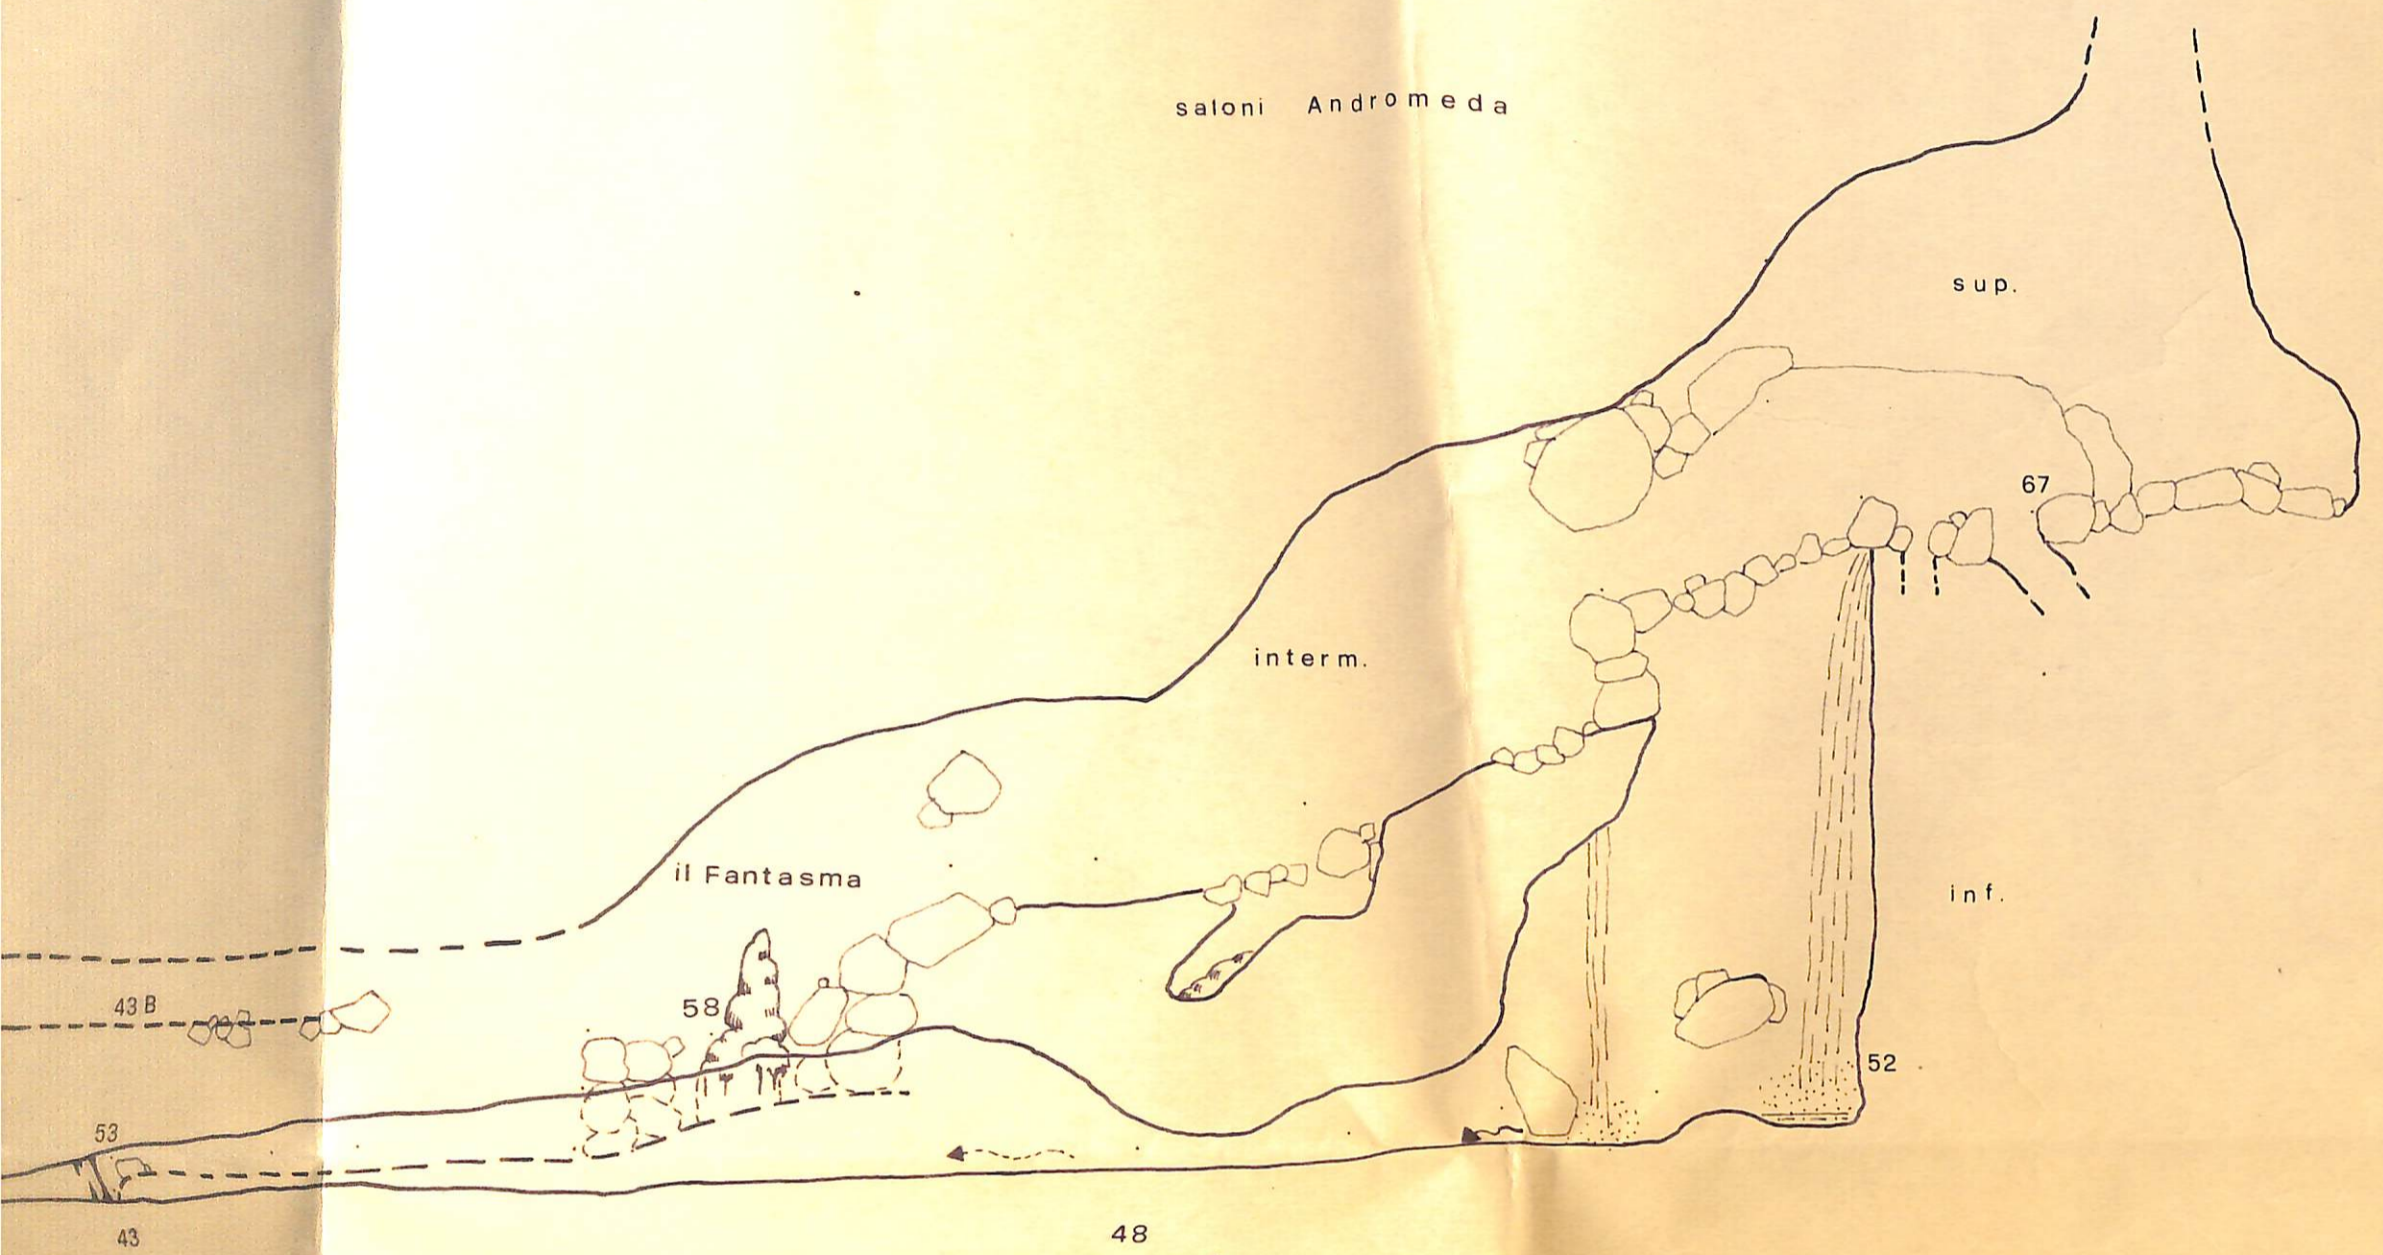 saloni Andromeda
sup.
67
interm.
il Fantasma
inf.
43 B
58
52
53
48
43